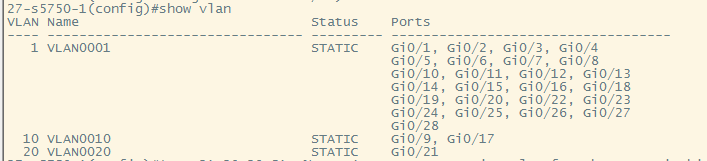 27-s5750-1(config)#show vlan
VLAN Name                             Status    Ports
---- -------------------------------- --------- -----------------------------------
   1 VLAN0001                         STATIC    Gi0/1, Gi0/2, Gi0/3, Gi0/4
                                                Gi0/5, Gi0/6, Gi0/7, Gi0/8
                                                Gi0/10, Gi0/11, Gi0/12, Gi0/13
                                                Gi0/14, Gi0/15, Gi0/16, Gi0/18
                                                Gi0/19, Gi0/20, Gi0/22, Gi0/23
                                                Gi0/24, Gi0/25, Gi0/26, Gi0/27
                                                Gi0/28
  10 VLAN0010                         STATIC    Gi0/9, Gi0/17
  20 VLAN0020                         STATIC    Gi0/21